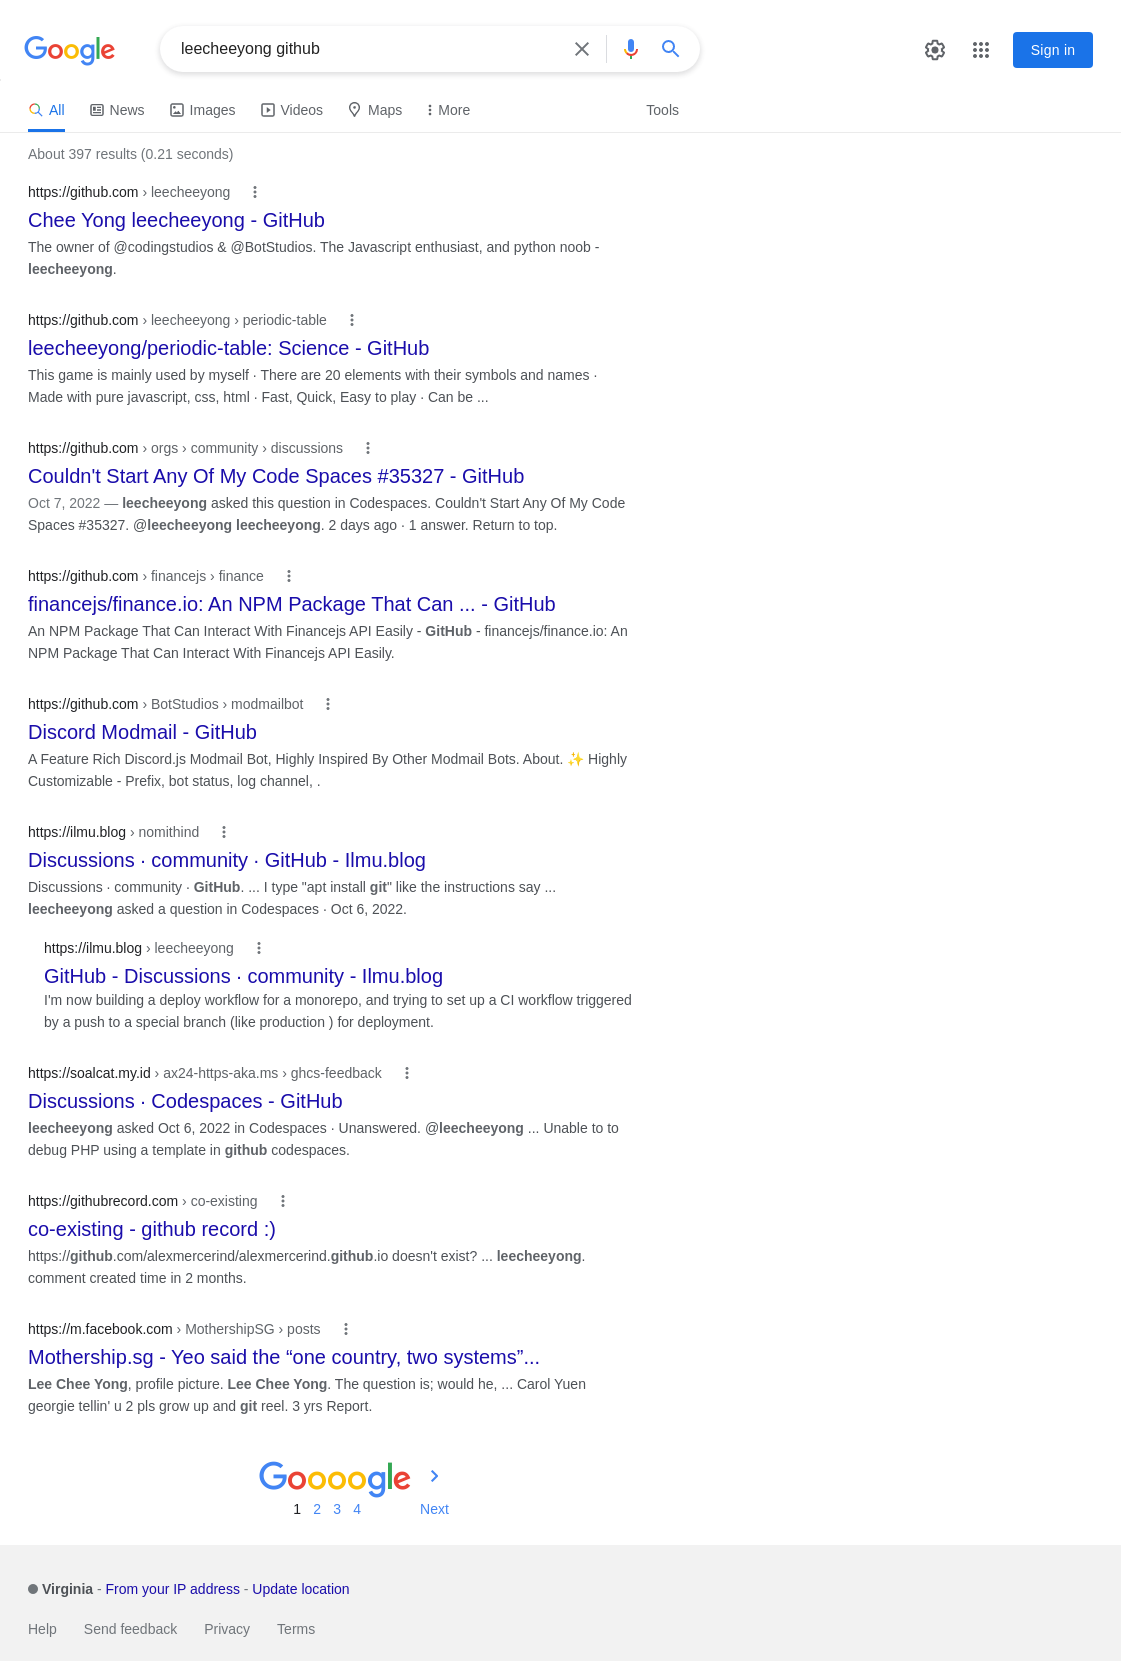 Google
leecheeyong github
Sign in
All News Images Videos Maps More Tools
About 397 results (0.21 seconds)
https://github.com › leecheeyong
Chee Yong leecheeyong - GitHub
The owner of @codingstudios & @BotStudios. The Javascript enthusiast, and python noob -
leecheeyong.
https://github.com › leecheeyong › periodic-table
leecheeyong/periodic-table: Science - GitHub
This game is mainly used by myself · There are 20 elements with their symbols and names ·
Made with pure javascript, css, html · Fast, Quick, Easy to play · Can be ...
https://github.com › orgs › community › discussions
Couldn't Start Any Of My Code Spaces #35327 - GitHub
Oct 7, 2022 — leecheeyong asked this question in Codespaces. Couldn't Start Any Of My Code
Spaces #35327. @leecheeyong leecheeyong. 2 days ago · 1 answer. Return to top.
https://github.com › financejs › finance
financejs/finance.io: An NPM Package That Can ... - GitHub
An NPM Package That Can Interact With Financejs API Easily - GitHub - financejs/finance.io: An
NPM Package That Can Interact With Financejs API Easily.
https://github.com › BotStudios › modmailbot
Discord Modmail - GitHub
A Feature Rich Discord.js Modmail Bot, Highly Inspired By Other Modmail Bots. About. ✨ Highly
Customizable - Prefix, bot status, log channel, .
https://ilmu.blog › nomithind
Discussions · community · GitHub - Ilmu.blog
Discussions · community · GitHub. ... I type "apt install git" like the instructions say ...
leecheeyong asked a question in Codespaces · Oct 6, 2022.
https://ilmu.blog › leecheeyong
GitHub - Discussions · community - Ilmu.blog
I'm now building a deploy workflow for a monorepo, and trying to set up a CI workflow triggered
by a push to a special branch (like production ) for deployment.
https://soalcat.my.id › ax24-https-aka.ms › ghcs-feedback
Discussions · Codespaces - GitHub
leecheeyong asked Oct 6, 2022 in Codespaces · Unanswered. @leecheeyong ... Unable to to
debug PHP using a template in github codespaces.
https://githubrecord.com › co-existing
co-existing - github record :)
https://github.com/alexmercerind/alexmercerind.github.io doesn't exist? ... leecheeyong.
comment created time in 2 months.
https://m.facebook.com › MothershipSG › posts
Mothership.sg - Yeo said the “one country, two systems”...
Lee Chee Yong, profile picture. Lee Chee Yong. The question is; would he, ... Carol Yuen
georgie tellin' u 2 pls grow up and git reel. 3 yrs Report.
Goooogle
1 2 3 4 Next
Virginia - From your IP address - Update location
Help Send feedback Privacy Terms